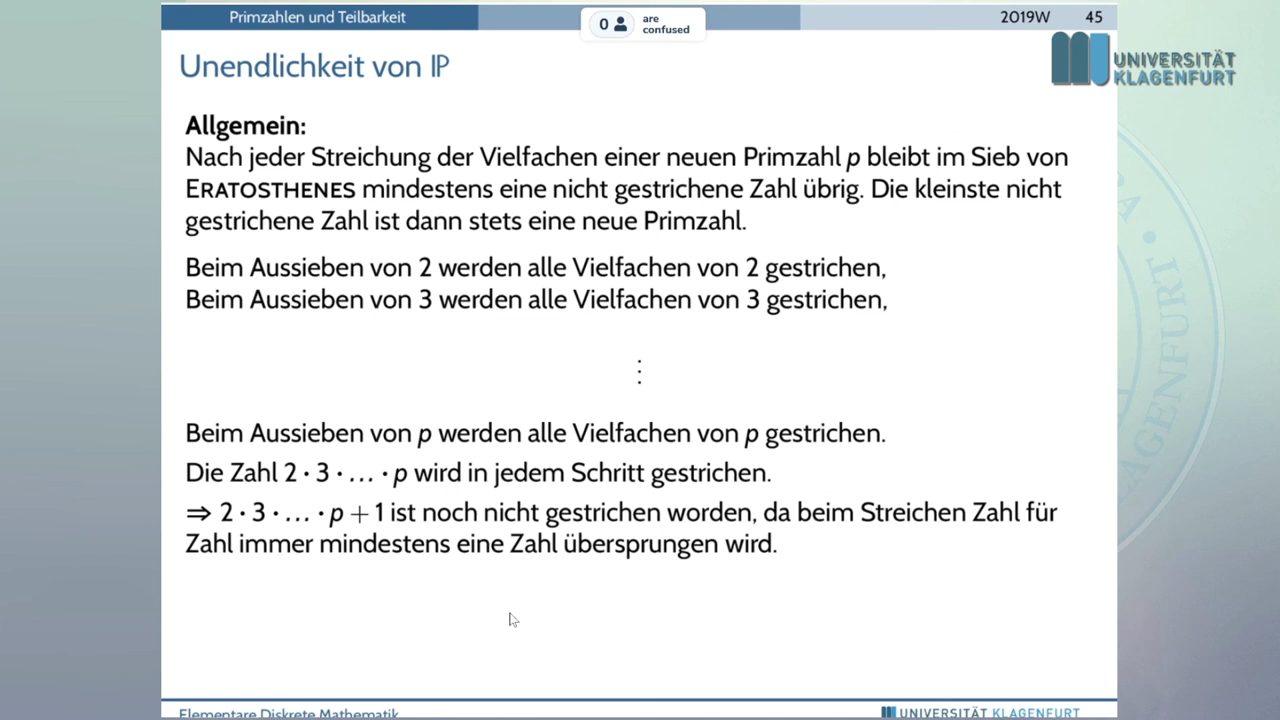 Primzahlen und Teilbarkeit
0 are confused
2019W 45
Unendlichkeit von ℙ
UNIVERSITÄT
KLAGENFURT
Allgemein:
Nach jeder Streichung der Vielfachen einer neuen Primzahl p bleibt im Sieb von
ERATOSTHENES mindestens eine nicht gestrichene Zahl übrig. Die kleinste nicht
gestrichene Zahl ist dann stets eine neue Primzahl.
Beim Aussieben von 2 werden alle Vielfachen von 2 gestrichen,
Beim Aussieben von 3 werden alle Vielfachen von 3 gestrichen,
⋮
Beim Aussieben von p werden alle Vielfachen von p gestrichen.
Die Zahl 2 · 3 · … · p wird in jedem Schritt gestrichen.
⇒ 2 · 3 · … · p + 1 ist noch nicht gestrichen worden, da beim Streichen Zahl für
Zahl immer mindestens eine Zahl übersprungen wird.
Elementare Diskrete Mathematik
UNIVERSITÄT KLAGENFURT
KLAGENFURT